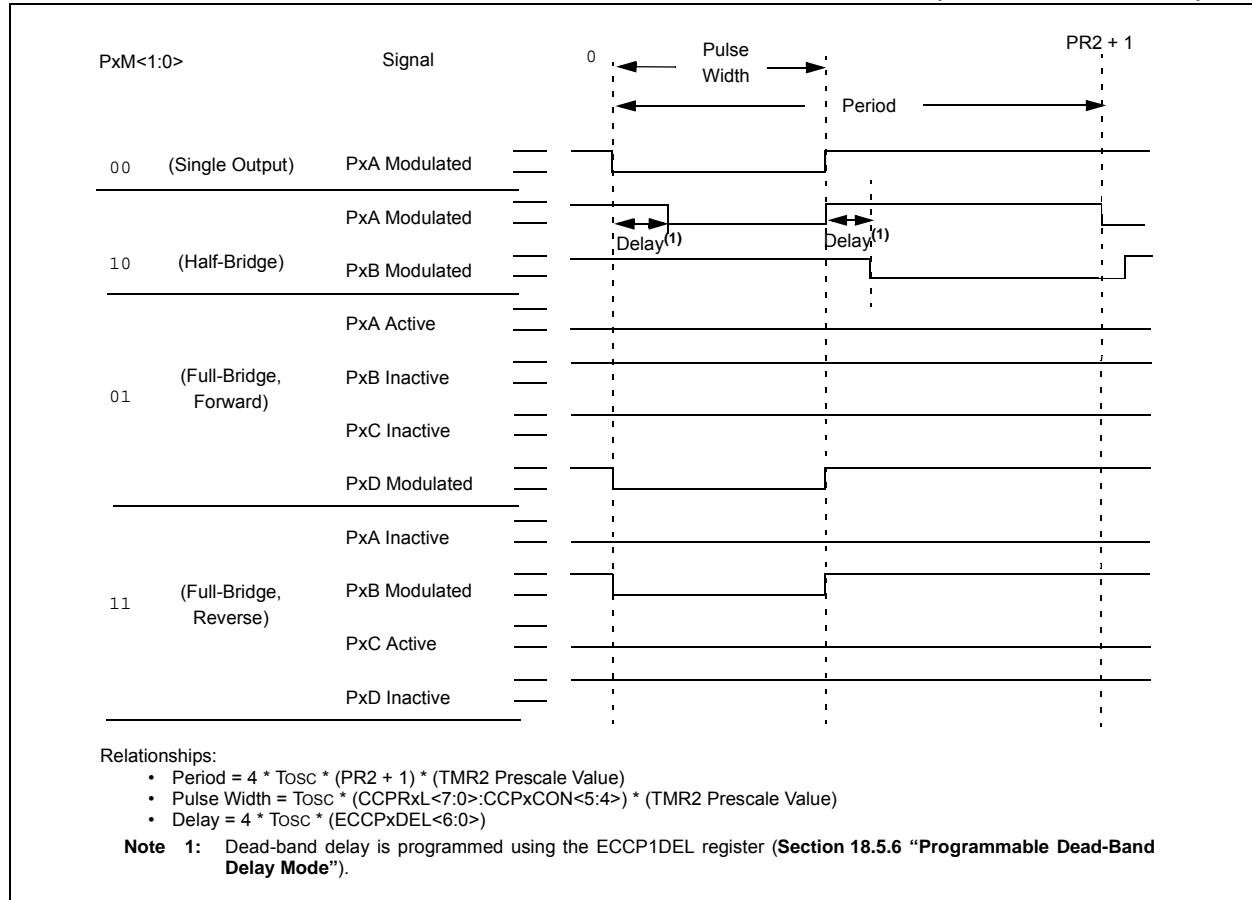 PxM<1:0> Signal 0 Pulse Width PR2 + 1
Period
00 (Single Output) PxA Modulated
PxA Modulated
Delay(1) Delay(1)
10 (Half-Bridge) PxB Modulated
PxA Active
01 (Full-Bridge, Forward) PxB Inactive
PxC Inactive
PxD Modulated
PxA Inactive
11 (Full-Bridge, Reverse) PxB Modulated
PxC Active
PxD Inactive
Relationships:
• Period = 4 * TOSC * (PR2 + 1) * (TMR2 Prescale Value)
• Pulse Width = TOSC * (CCPRxL<7:0>:CCPxCON<5:4>) * (TMR2 Prescale Value)
• Delay = 4 * TOSC * (ECCPxDEL<6:0>)
Note 1: Dead-band delay is programmed using the ECCP1DEL register (Section 18.5.6 “Programmable Dead-Band
Delay Mode”).